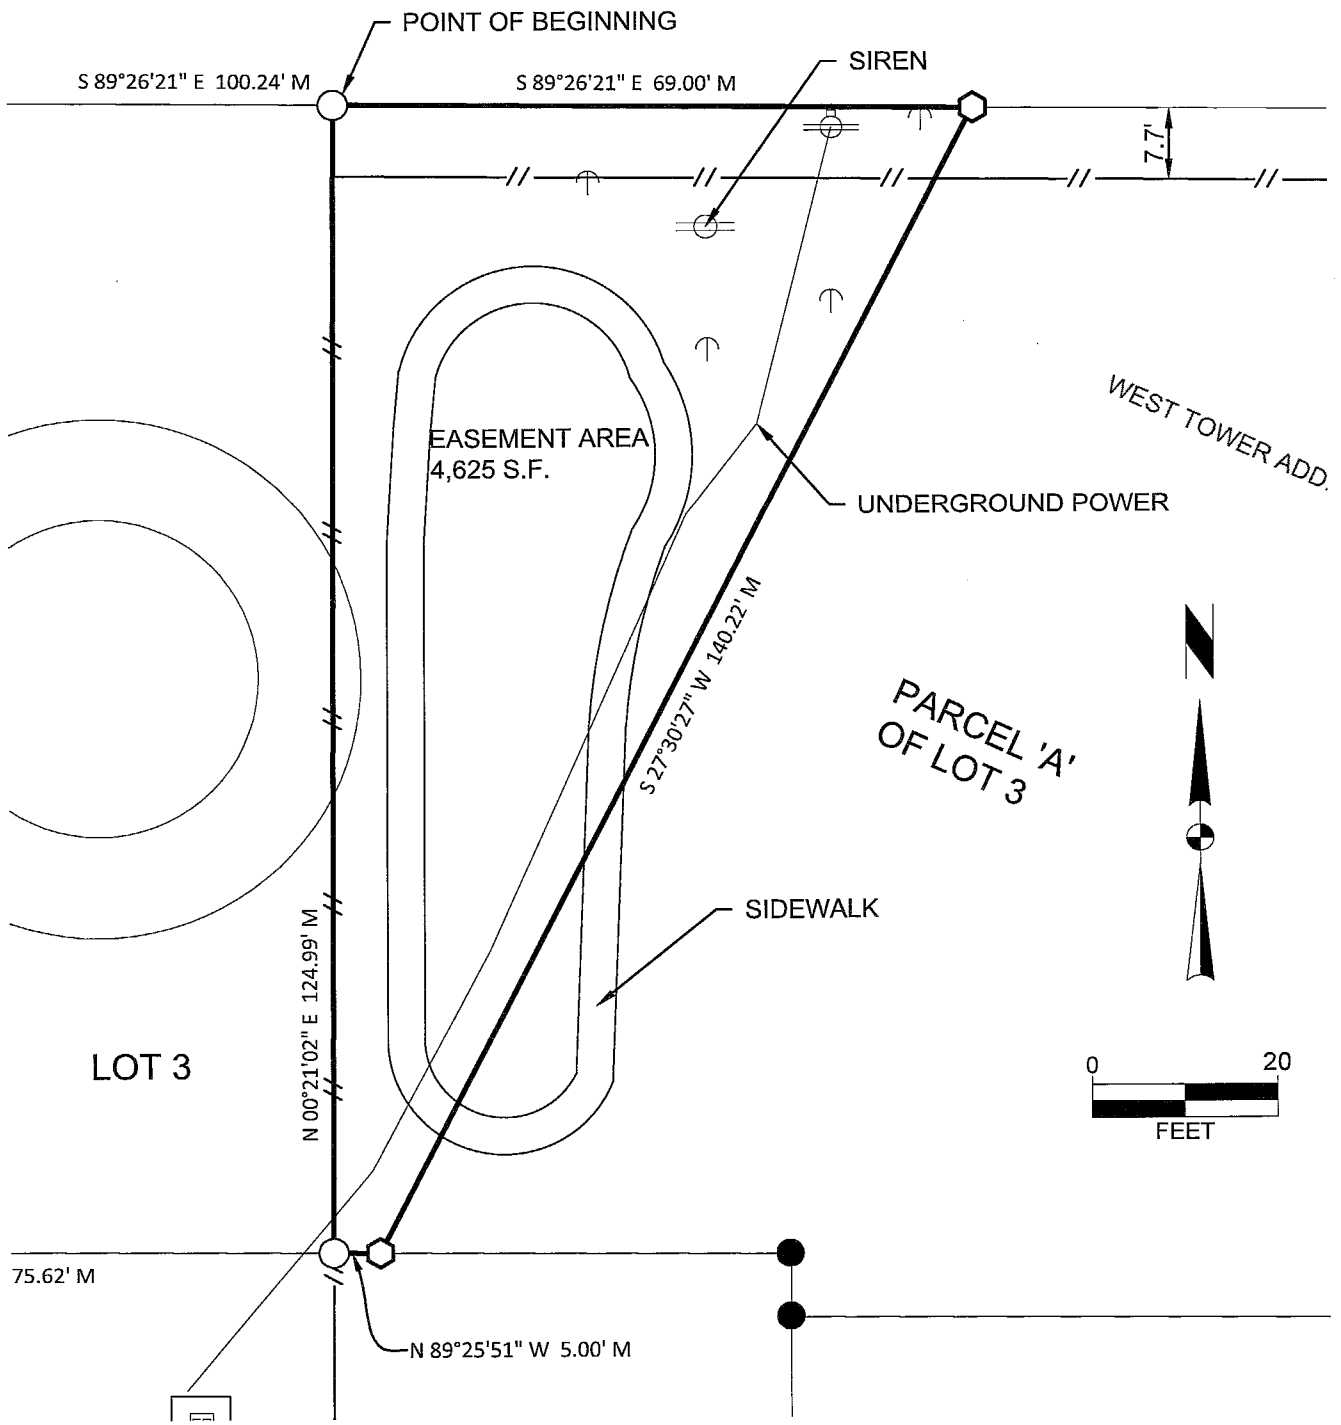 POINT OF BEGINNING
S 89°26'21" E 100.24' M
S 89°26'21" E 69.00' M
SIREN
7.7'
WEST TOWER ADD.
EASEMENT AREA
4,625 S.F.
UNDERGROUND POWER
S 27°30'27" W 140.22' M
N
PARCEL 'A'
OF LOT 3
SIDEWALK
N 00°21'02" E 124.99' M
LOT 3
0 20
FEET
75.62' M
N 89°25'51" W 5.00' M